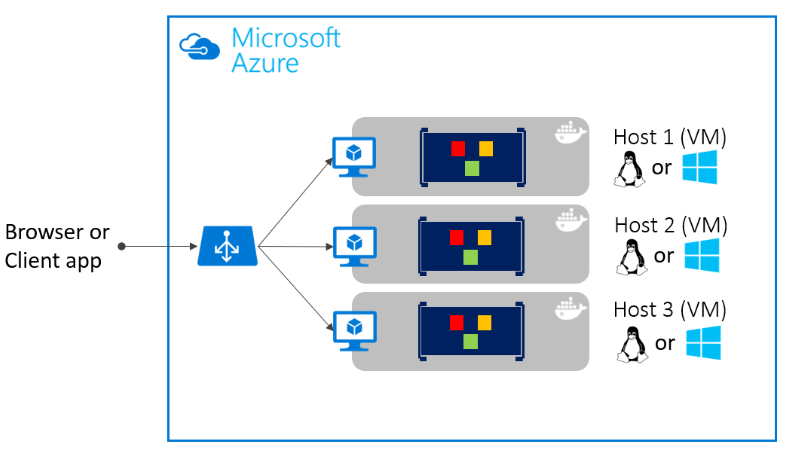 Microsoft
Azure
Host 1 (VM)
or
Host 2 (VM)
or
Browser or
Client app
Host 3 (VM)
or